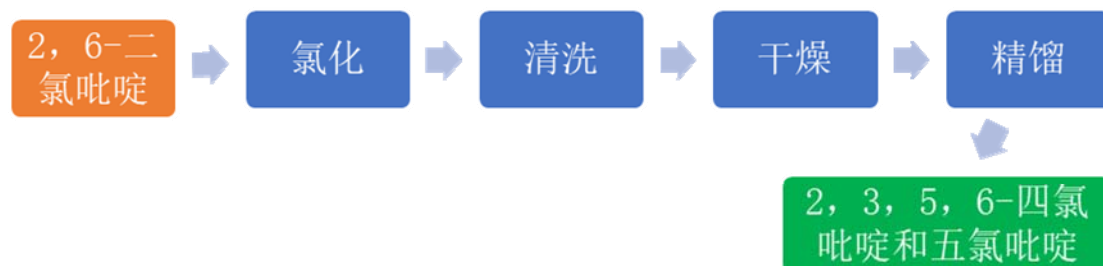 2，6-二
氯吡啶
氯化
清洗
干燥
精馏
2，3，5，6-四氯
吡啶和五氯吡啶